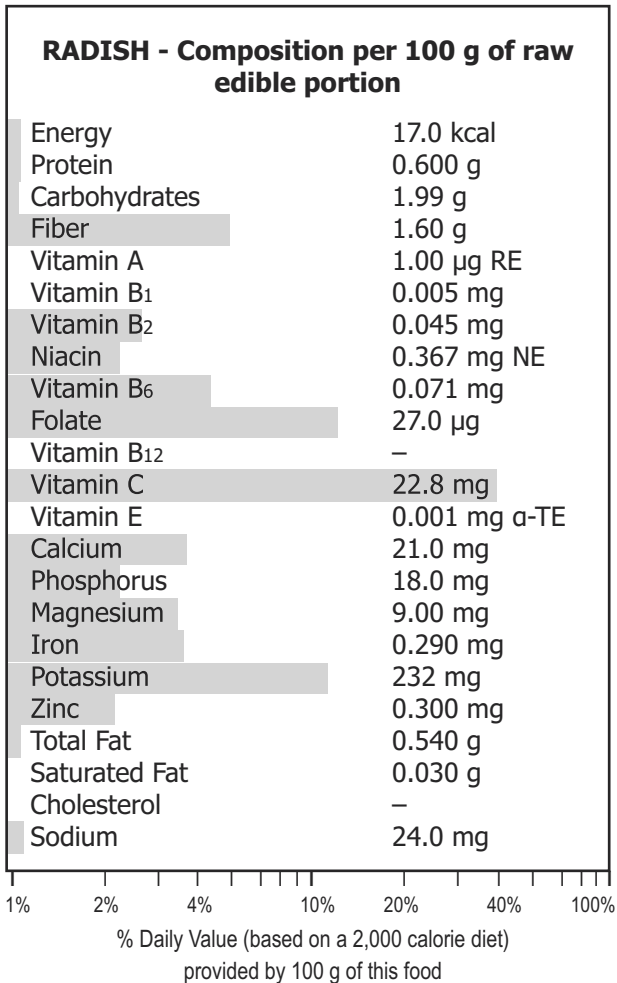 RADISH - Composition per 100 g of raw
edible portion
Energy 17.0 kcal
Protein 0.600 g
Carbohydrates 1.99 g
Fiber 1.60 g
Vitamin A 1.00 µg RE
Vitamin B1 0.005 mg
Vitamin B2 0.045 mg
Niacin 0.367 mg NE
Vitamin B6 0.071 mg
Folate 27.0 µg
Vitamin B12 –
Vitamin C 22.8 mg
Vitamin E 0.001 mg α-TE
Calcium 21.0 mg
Phosphorus 18.0 mg
Magnesium 9.00 mg
Iron 0.290 mg
Potassium 232 mg
Zinc 0.300 mg
Total Fat 0.540 g
Saturated Fat 0.030 g
Cholesterol –
Sodium 24.0 mg
1% 2% 4% 10% 20% 40% 100%
% Daily Value (based on a 2,000 calorie diet)
provided by 100 g of this food